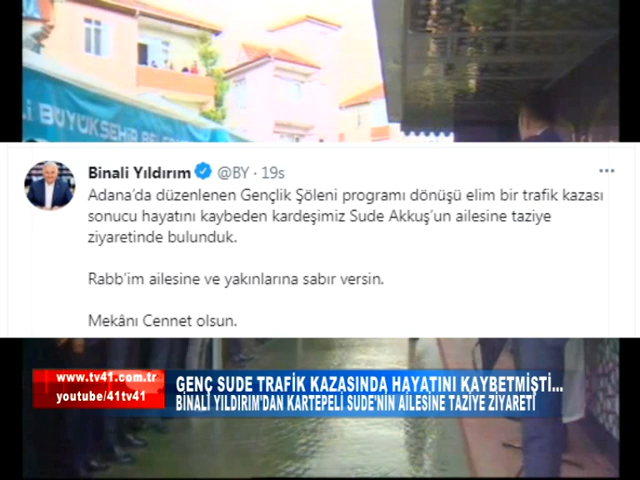 BÜYÜKŞEHİR
Binali Yıldırım @BY · 19s
Adana'da düzenlenen Gençlik Şöleni programı dönüşü elim bir trafik kazası
sonucu hayatını kaybeden kardeşimiz Sude Akkuş'un ailesine taziye
ziyaretinde bulunduk.
Rabb'im ailesine ve yakınlarına sabır versin.
Mekânı Cennet olsun.
www.tv41.com.tr
youtube/41tv41
GENÇ SUDE TRAFİK KAZASINDA HAYATINI KAYBETMİŞTİ...
BİNALİ YILDIRIM'DAN KARTEPELİ SUDE'NİN AİLESİNE TAZİYE ZİYARETİ